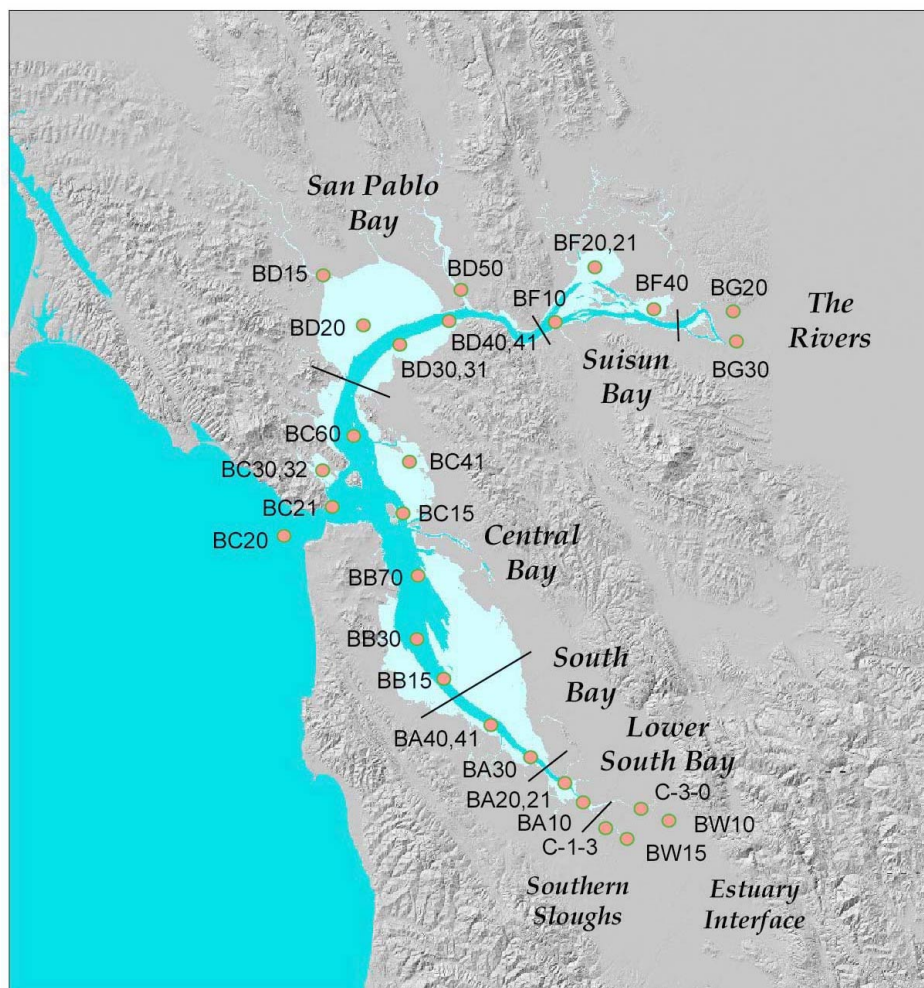 San Pablo
Bay
BF20,21
BD15
BD50
BF10
BF40
BG20
The
Rivers
BD20
BD40,41
BD30,31
Suisun
Bay
BG30
BC60
BC30,32
BC41
BC21
BC15
BC20
Central
Bay
BB70
BB30
South
Bay
BB15
BA40,41
Lower
South Bay
BA30
BA20,21
C-3-0
BA10
BW10
C-1-3
BW15
Southern
Sloughs
Estuary
Interface